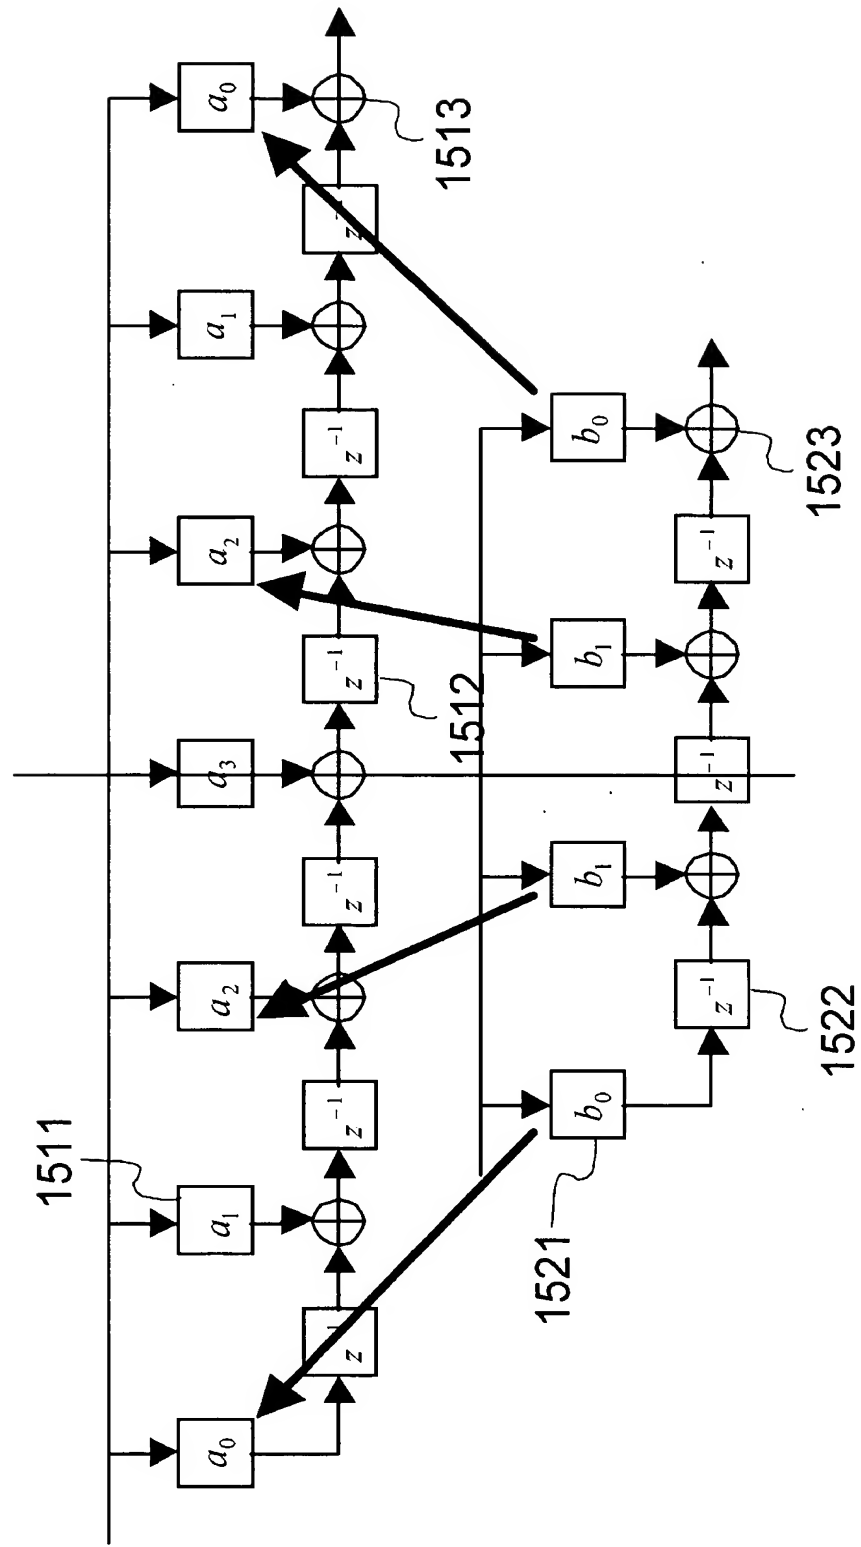 1511
a₀ a₁ a₂ a₃ a₂ a₁ a₀
z⁻¹ z⁻¹ z⁻¹ z⁻¹ z⁻¹ z⁻¹
1512 1513
1521
b₀ b₁ b₁ b₀
z⁻¹ z⁻¹ z⁻¹
1522 1523